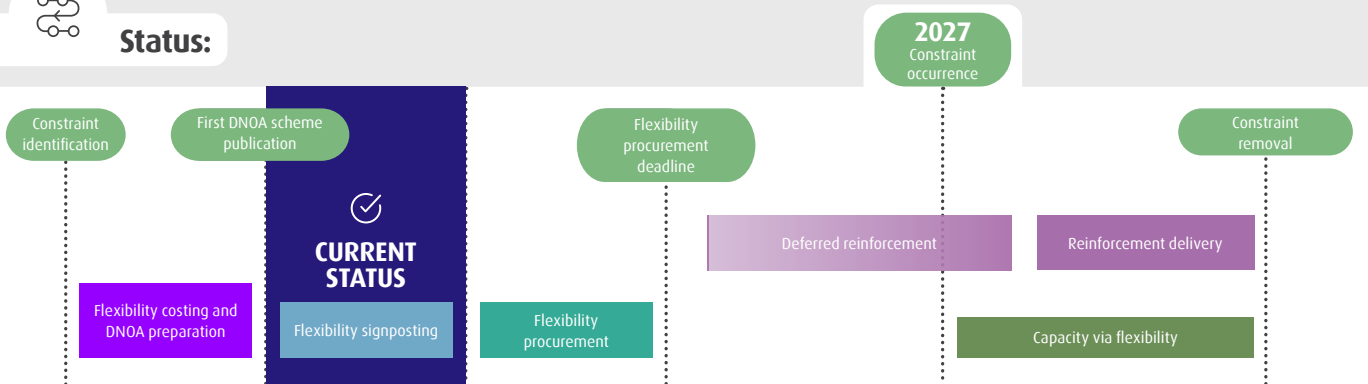 Status:
2027
Constraint
occurrence
Constraint
identification
First DNOA scheme
publication
Flexibility
procurement
deadline
Constraint
removal
CURRENT
STATUS
Deferred reinforcement
Reinforcement delivery
Flexibility costing and
DNOA preparation
Flexibility signposting
Flexibility
procurement
Capacity via flexibility